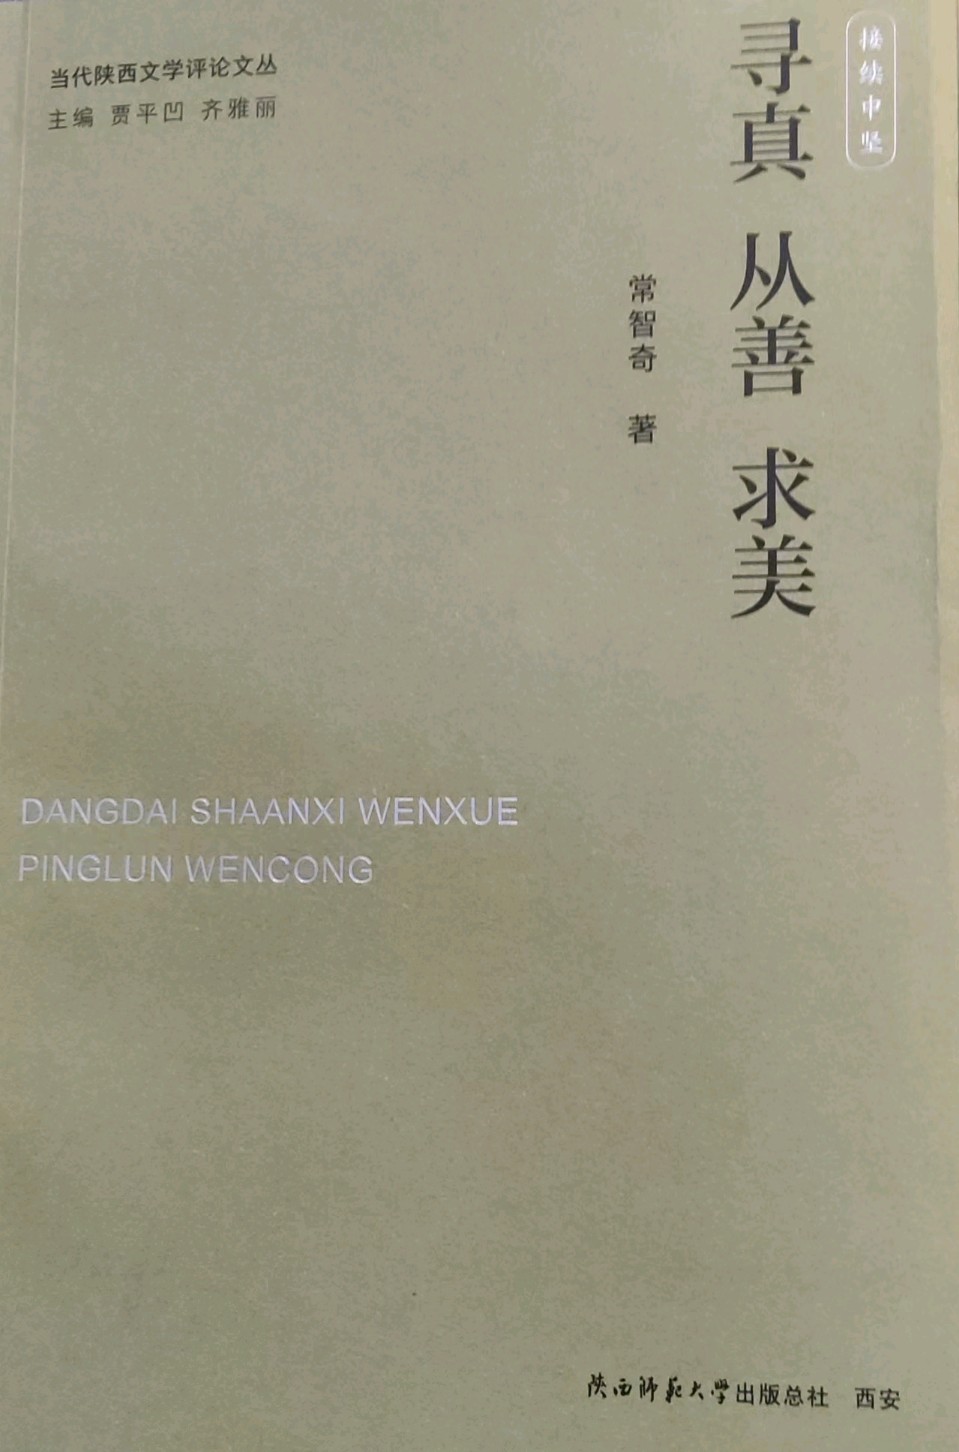 当代陕西文学评论文丛
主编 贾平凹 齐雅丽
接续中坚
寻真 从善 求美
常智奇 著
DANGDAI SHAANXI WENXUE
PINGLUN WENCONG
陕西师范大学出版总社 西安